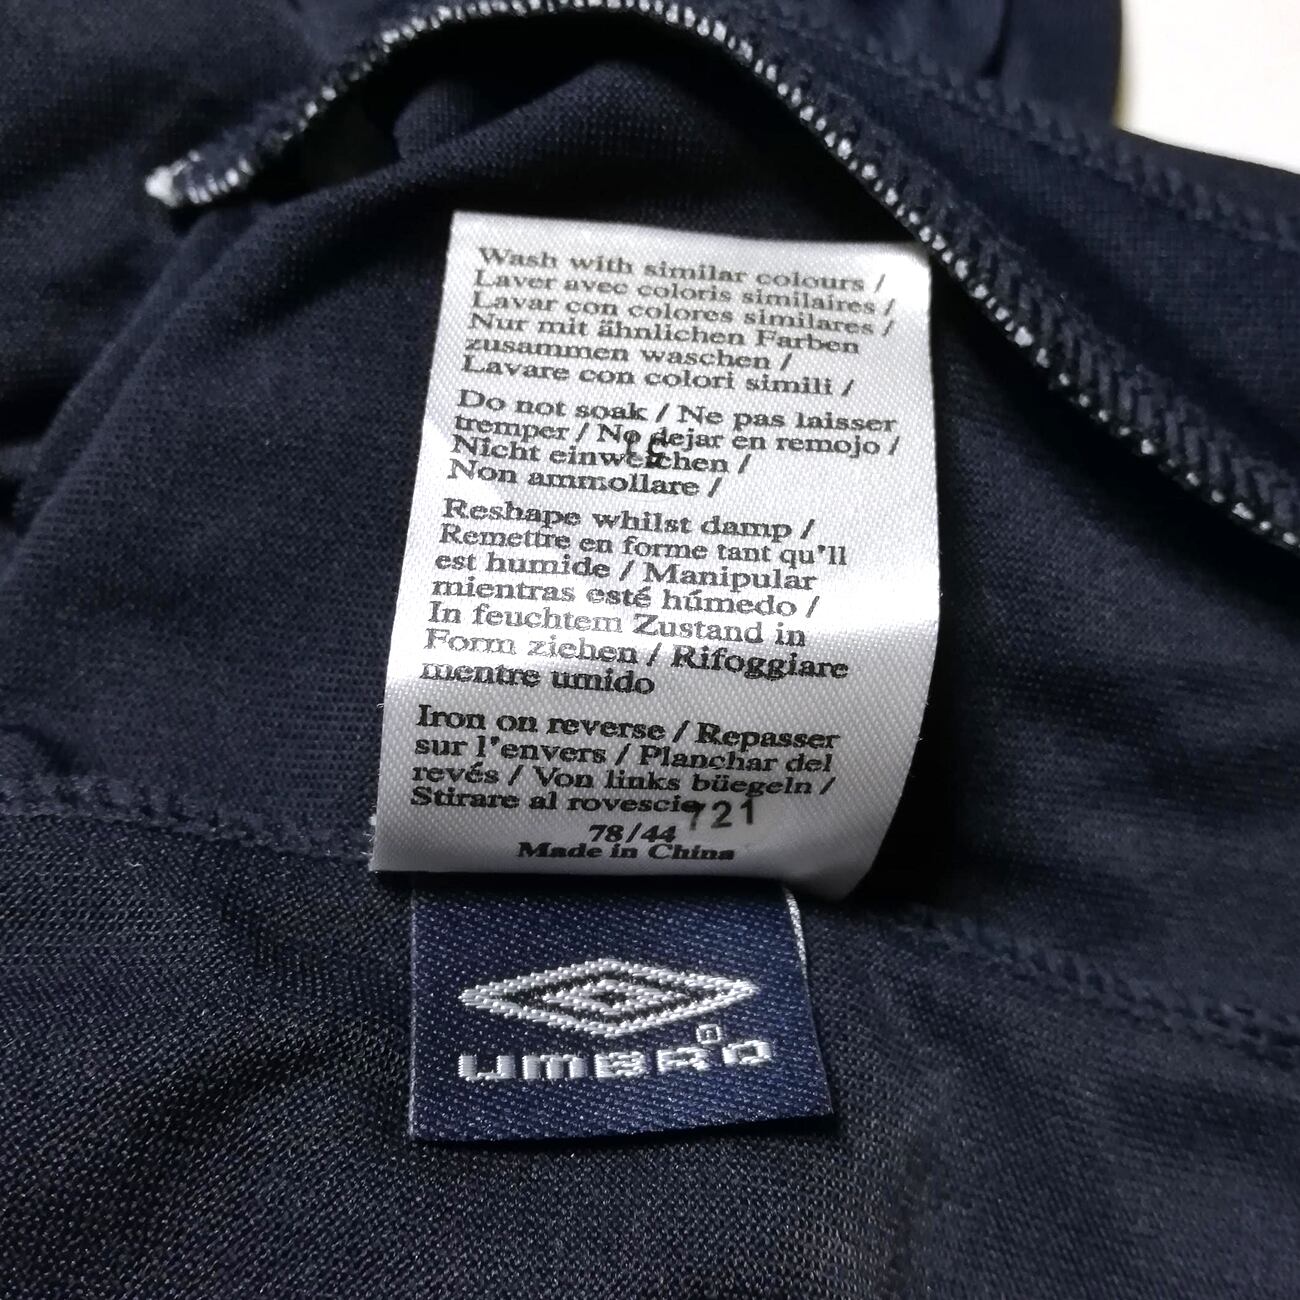 Wash with similar colours /
Laver avec coloris similaires /
Lavar con colores similares /
Nur mit ähnlichen Farben
zusammen waschen /
Lavare con colori simili /
Do not soak / Ne pas laisser
tremper / No dejar en remojo /
Nicht einweichen /
Non ammollare /
Reshape whilst damp /
Remettre en forme tant qu'il
est humide / Manipular
mientras esté húmedo /
In feuchtem Zustand in
Form ziehen / Rifoggiare
mentre umido
Iron on reverse / Repasser
sur l'envers / Planchar del
revés / Von links büegeln /
Stirare al rovescio
721
78/44
Made in China
UMBRO